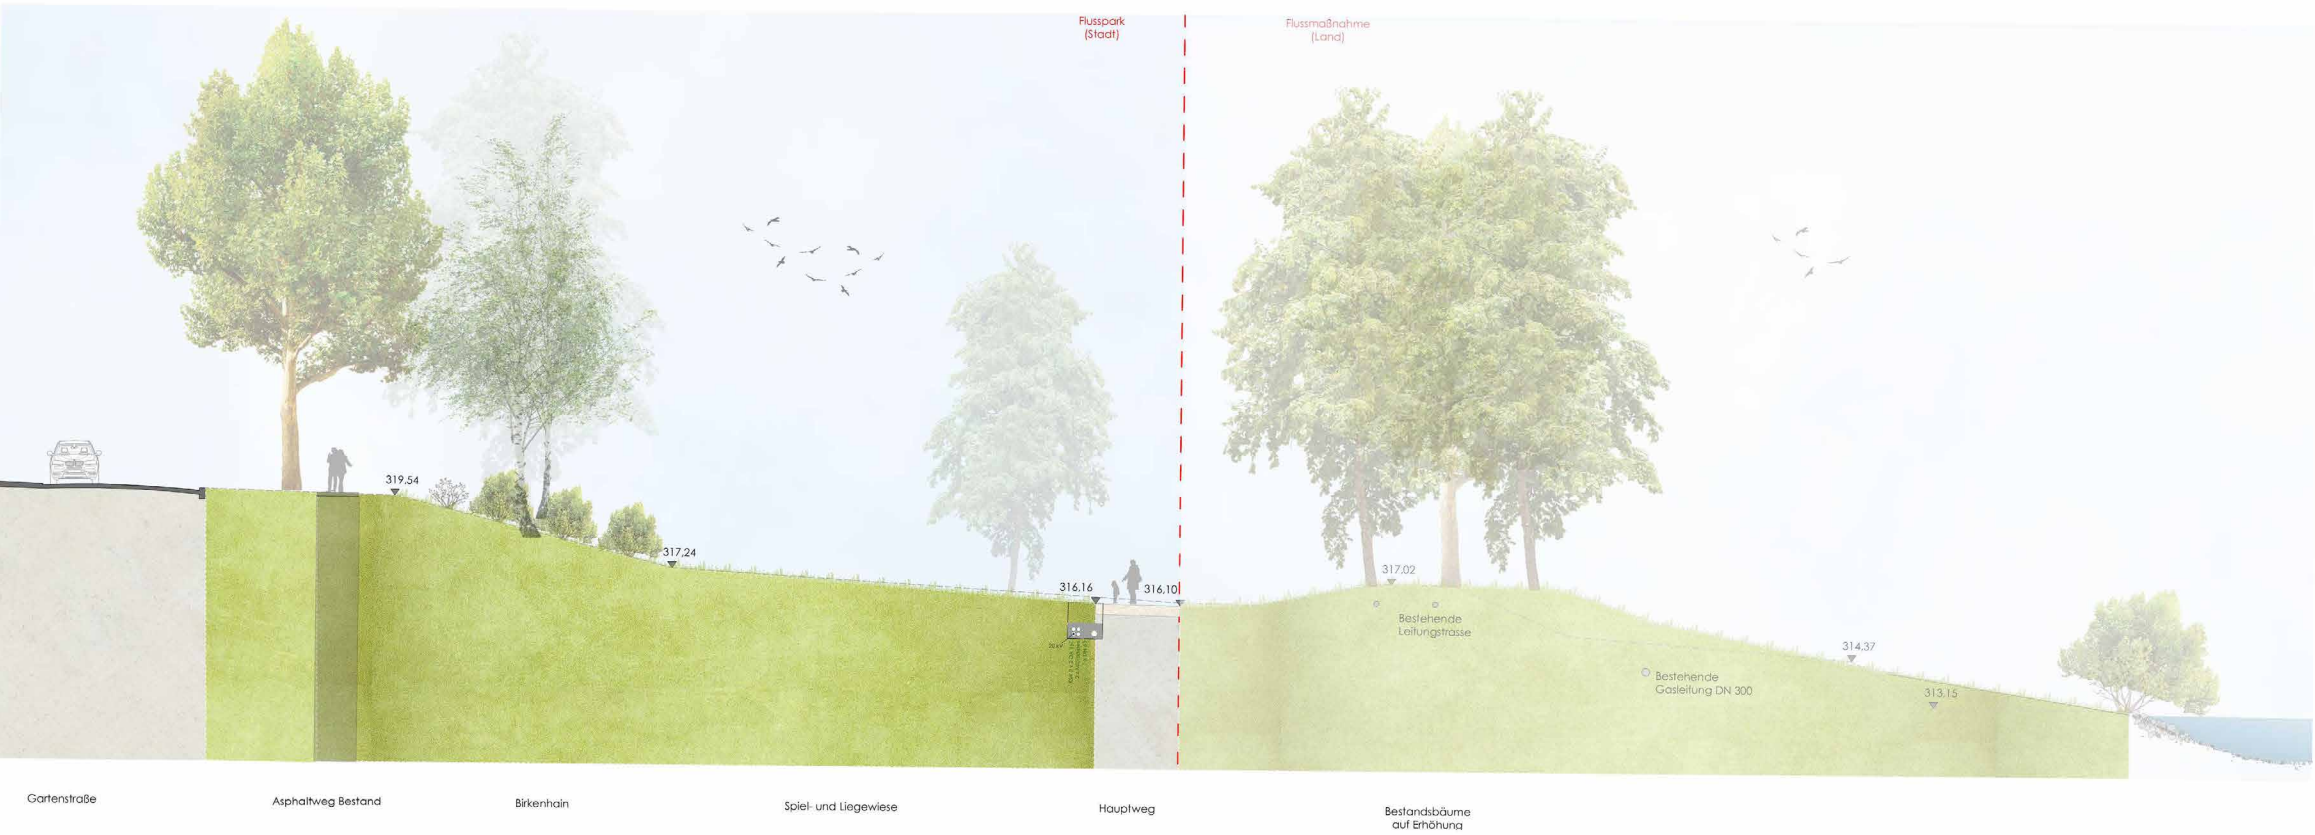 Flusspark
(Stadt)
Flussmaßnahme
(Land)
319,54
317,24
316,16
316,10
317,02
Bestehende
Leitungstrasse
314,37
Bestehende
Gasleitung DN 300
313,15
Gartenstraße
Asphaltweg Bestand
Birkenhain
Spiel- und Liegewiese
Hauptweg
Bestandsbäume
auf Erhöhung